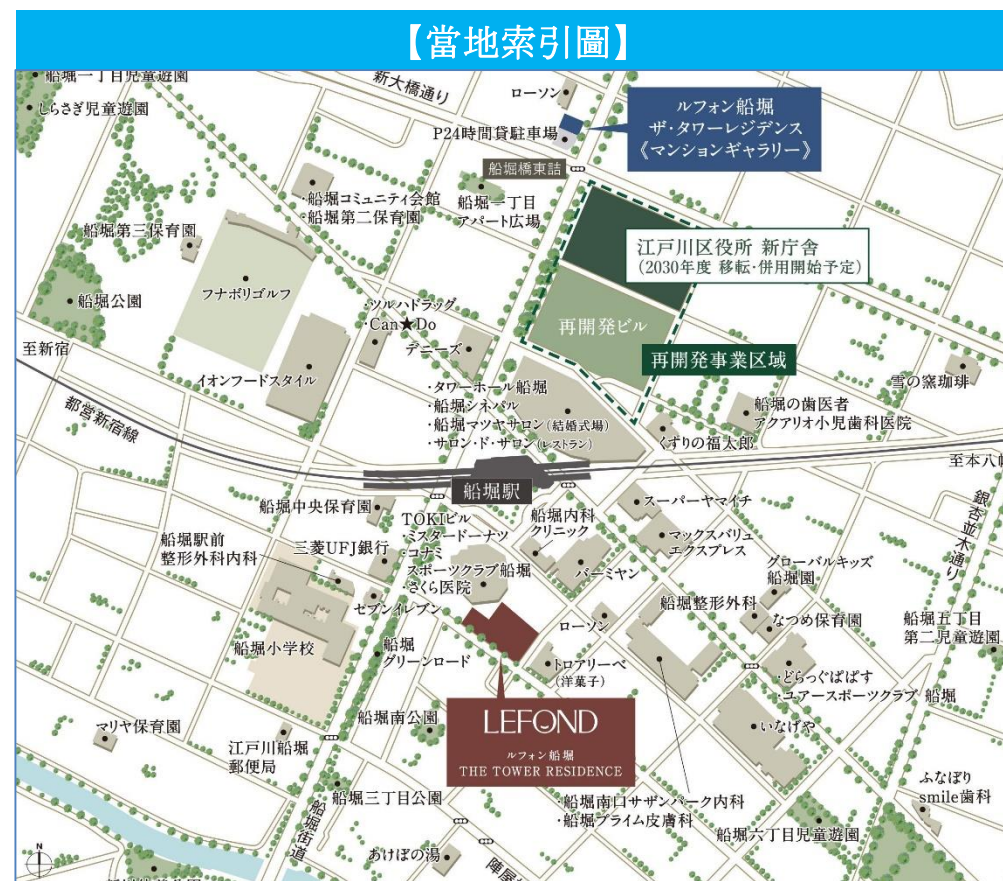 【當地索引圖】
船堀一丁目児童遊園
しらさぎ児童遊園
新大橋通り
ローソン
P24時間貸駐車場
ルフォン船堀
ザ・タワーレジデンス
《マンションギャラリー》
船堀橋東詰
・船堀コミュニティ会館
・船堀第二保育園
船堀一丁目
アパート広場
船堀第三保育園
江戸川区役所 新庁舎
(2030年度 移転・併用開始予定)
船堀公園
フナボリゴルフ
・ツルハドラッグ
・Can★Do
デニーズ
再開発ビル
再開発事業区域
至新宿
イオンフードスタイル
雪の窯珈琲
都営新宿線
・タワーホール船堀
・船堀シネパル
・船堀マツヤサロン(結婚式場)
・サロン・ド・サロン(レストラン)
船堀の歯医者
アクアリオ小児歯科医院
くすりの福太郎
至本八幡
船堀駅
船堀中央保育園
TOKIビル
・ミスタードーナツ
・コナミ
スポーツクラブ船堀
・さくら医院
船堀内科
クリニック
スーパーヤマイチ
マックスバリュ
エクスプレス
銀杏並木通り
船堀駅前
整形外科内科
三菱UFJ銀行
バーミヤン
グローバルキッズ
船堀園
セブンイレブン
船堀整形外科
なつめ保育園
船堀五丁目
第二児童遊園
船堀小学校
船堀
グリーンロード
ローソン
トロアリーベ
(洋菓子)
・どらっぐぱぱす
・ユアースポーツクラブ 船堀
マリヤ保育園
船堀南公園
LEFOND
ルフォン船堀
THE TOWER RESIDENCE
いなげや
江戸川船堀
郵便局
船堀三丁目公園
・船堀南口サザンパーク内科
・船堀プライム皮膚科
ふなぼり
smile歯科
船堀六丁目児童遊園
船堀街道
あけぼの湯
N